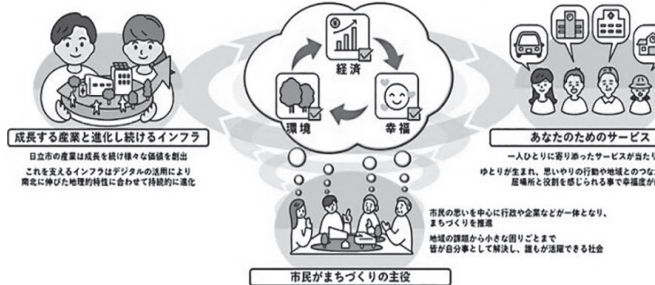 経済
環境
幸福
成長する産業と進化し続けるインフラ
日立市の産業は成長を続け様々な価値を創出
これを支えるインフラはデジタルの活用により
南北に伸びた地理的特性に合わせて持続的に進化
あなたのためのサービス
一人ひとりに寄り添ったサービスが当たり
ゆとりが生まれ、思いやりの行動や地域とのつな
居場所と役割を感じられる事で幸福度が
市民の思いを中心に行政や企業などが一体となり、
まちづくりを推進
地域の課題から小さな困りごとまで
皆が自分事として解決し、誰もが活躍できる社会
市民がまちづくりの主役